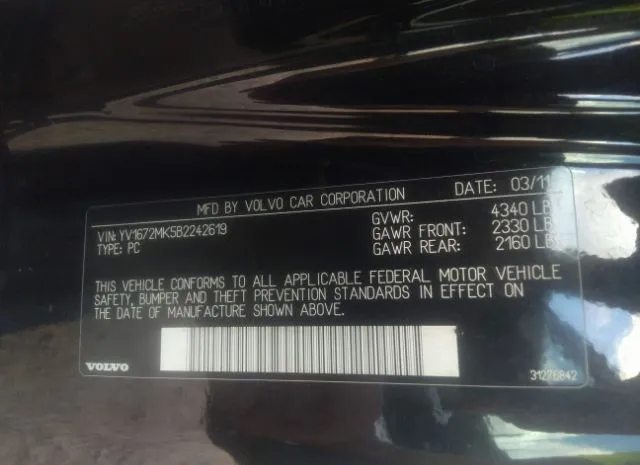 MFD BY VOLVO CAR CORPORATION DATE: 03/11
VIN: YV1672MK5B2242619 GVWR: 4340 LB
TYPE: PC GAWR FRONT: 2330 LB
GAWR REAR: 2160 LB
THIS VEHICLE CONFORMS TO ALL APPLICABLE FEDERAL MOTOR VEHICLE
SAFETY, BUMPER AND THEFT PREVENTION STANDARDS IN EFFECT ON
THE DATE OF MANUFACTURE SHOWN ABOVE.
VOLVO 31276842